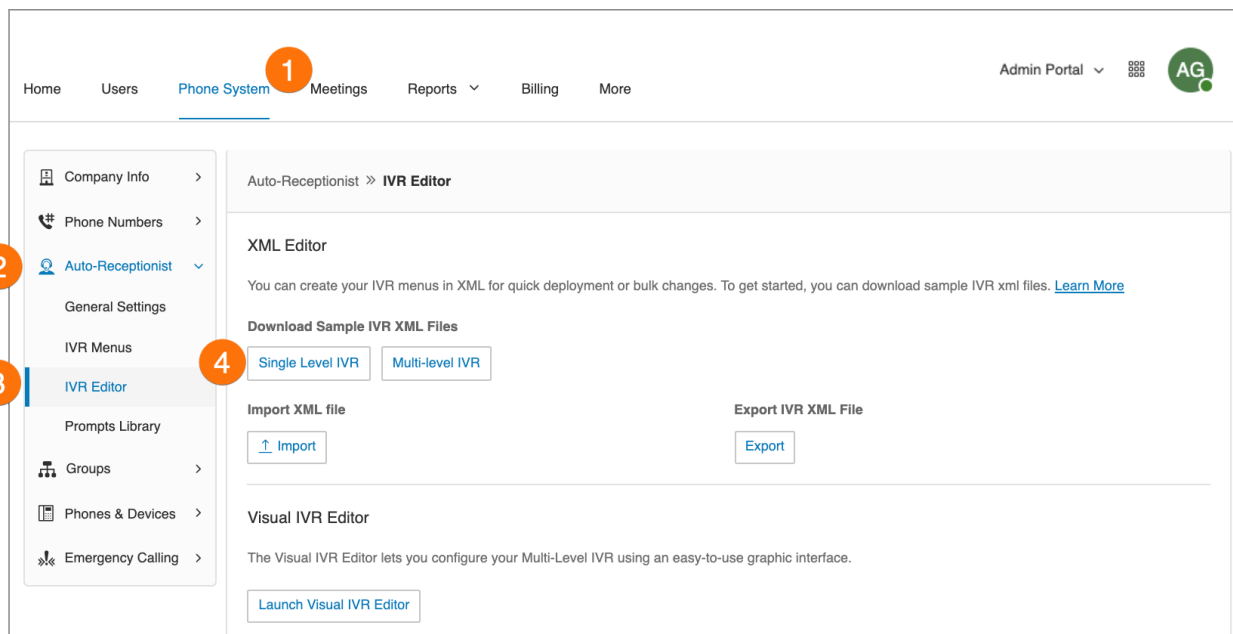 Admin Portal AG
1
Home Users Phone System Meetings Reports Billing More
Company Info
Phone Numbers
2 Auto-Receptionist
General Settings
IVR Menus
3 IVR Editor
Prompts Library
Groups
Phones & Devices
Emergency Calling
Auto-Receptionist » IVR Editor
XML Editor
You can create your IVR menus in XML for quick deployment or bulk changes. To get started, you can download sample IVR xml files. Learn More
Download Sample IVR XML Files
4 Single Level IVR Multi-level IVR
Import XML file Export IVR XML File
Import Export
Visual IVR Editor
The Visual IVR Editor lets you configure your Multi-Level IVR using an easy-to-use graphic interface.
Launch Visual IVR Editor